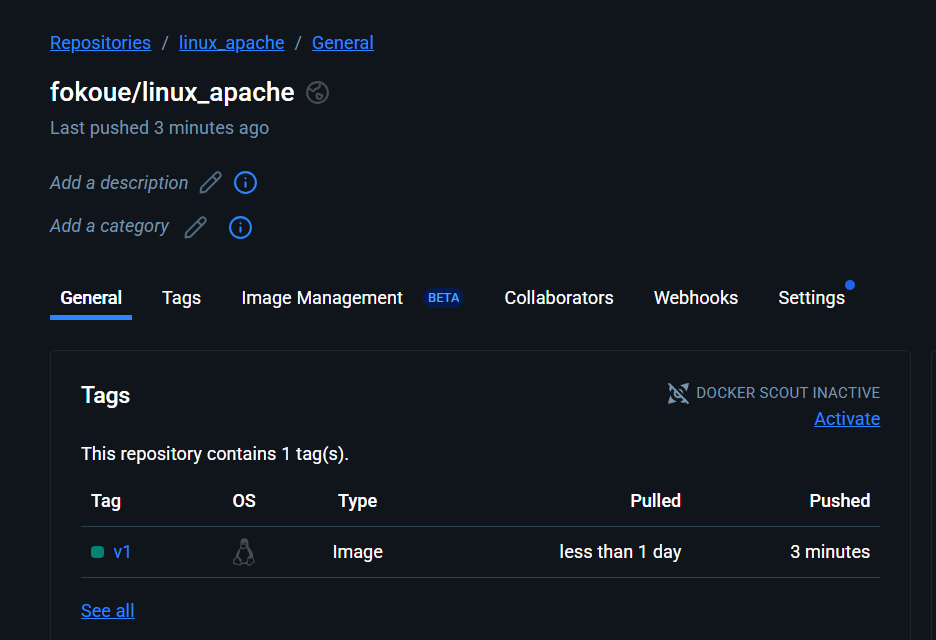 Repositories / linux_apache / General
fokoue/linux_apache
Last pushed 3 minutes ago
Add a description
Add a category
General Tags Image Management BETA Collaborators Webhooks Settings
Tags
DOCKER SCOUT INACTIVE
Activate
This repository contains 1 tag(s).
Tag OS Type Pulled Pushed
v1 Image less than 1 day 3 minutes
See all